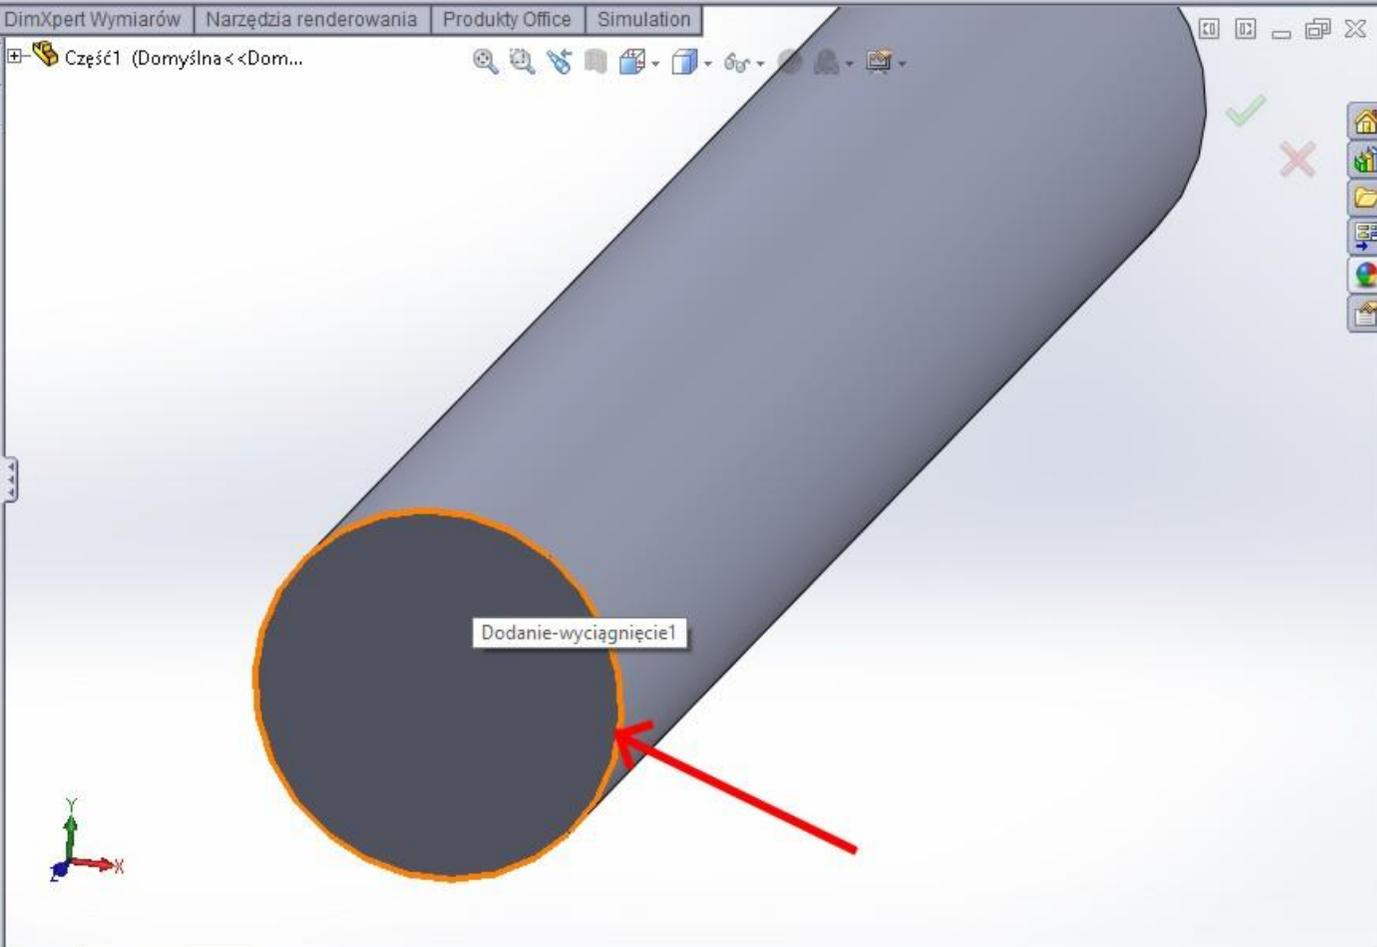 DimXpert Wymiarów
Narzędzia renderowania
Produkty Office
Simulation
Część1 (Domyślna<<Dom...
Dodanie-wyciągnięcie1
Y
X
Z